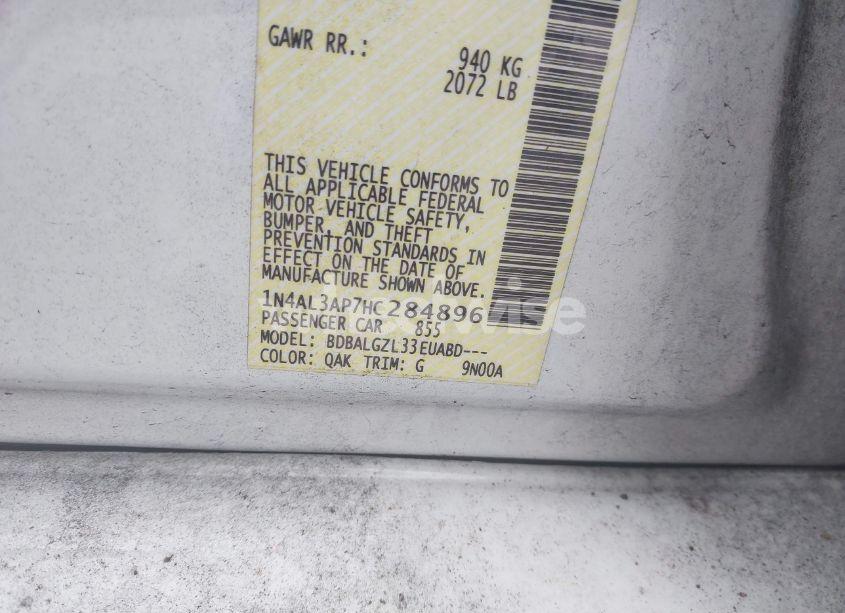 GAWR RR.: 940 KG
2072 LB
THIS VEHICLE CONFORMS TO
ALL APPLICABLE FEDERAL
MOTOR VEHICLE SAFETY,
BUMPER, AND THEFT
PREVENTION STANDARDS IN
EFFECT ON THE DATE OF
MANUFACTURE SHOWN ABOVE.
1N4AL3AP7HC284896
PASSENGER CAR 855
MODEL: BDBALGZL33EUABD---
COLOR: QAK TRIM: G 9N00A